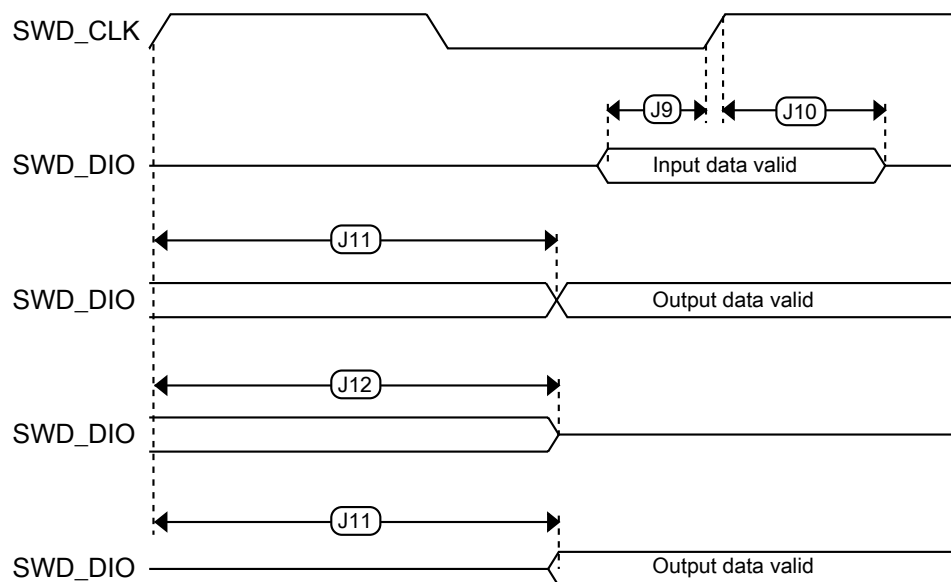 SWD_CLK
J9
J10
SWD_DIO
Input data valid
J11
SWD_DIO
Output data valid
J12
SWD_DIO
J11
SWD_DIO
Output data valid